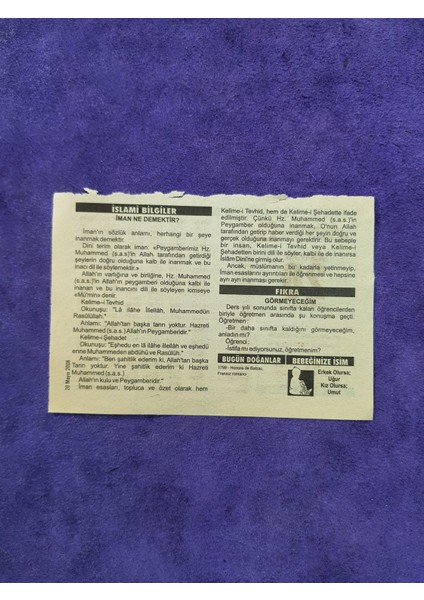 İSLAMİ BİLGİLER
İMAN NE DEMEKTİR?
İman'ın sözlük anlamı, herhangi bir şeye
inanmak demektir.
Dini terim olarak iman: «Peygamberimiz Hz.
Muhammed (s.a.s)'in Allah tarafından getirdiği
şeylerin doğru olduğuna kalbi ile inanmak ve bu
inacı dil ile söylemek.»
Allah'ın varlığına ve birliğine, Hz. Muhammed
(s.a.s)'in Allah'ın peygamberi olduğuna kalbi ile inanan
ve bu inancını dili ile söyleyen kimseye
«Mü'min» denir.
Kelime-i Tevhid
Okunuşu: "Lâ ilâhe İllellah, Muhammedün
Rasûlüllah."
Anlamı: "Allah'tan başka tanrı yoktur. Hazreti
Muhammed (s.a.s.) Allah'ın Peygamberidir."
Kelime-i Şehadet
Okunuşu: "Eşhedu en lâ ilâhe illellâh ve eşhedü
enne Muhammeden abdühü ve Rasûlüh."
Anlamı: "Ben şahitlik ederim ki, Allah'tan başka
Tanrı yoktur. Yine şahitlik ederim ki Hazreti
Muhammed (s.a.s.)
Allah'ın kulu ve Peygamberidir."
İman esasları, topluca ve özet olarak hem
20 Mayıs 2008
Kelime-i Tevhid, hem de Kelime-i Şehadette ifade
edilmiştir. Çünkü Hz. Muhammed (s.a.s.)'in
Peygamber olduğuna inanmak, O'nun Allah
tarafından getirip haber verdiği her şeyin doğru ve
gerçek olduğuna inanmayı gerektirir. Bu sebeple
bir insan, Kelime-i Tevhid veya Kelime-i
Şehadetten birini dili ile söyler, kalbi ile de inanırsa
İslâm Dini'ne girmiş olur.
Ancak, müslümanın bu kadarla yetinmeyip,
İman esaslarını ayrıntıları ile öğrenmesi ve hepsine
ayrı ayrı inanması gerekir.
FIKRA
GÖRMEYECEĞİM
Ders yılı sonunda sınıfta kalan öğrencilerden
biriyle öğretmen arasında şu konuşma geçti.
Öğretmen:
-Bir daha sınıfta kaldığını görmeyeceğim,
anladın mı?
Öğrenci:
-İstifa mı ediyorsunuz, öğretmenim?
BUGÜN DOĞANLAR
1799 - Honore de Balzac,
Fransız romancı
BEBEĞİNİZE İSİM
Erkek Olursa;
Uğur
Kız Olursa;
Umut